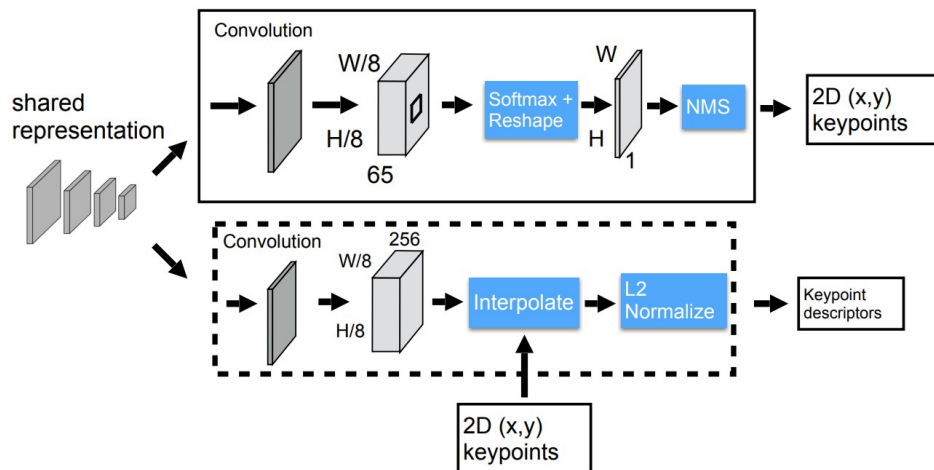 shared
representation
Convolution
W/8
H/8
65
Softmax +
Reshape
W
H
1
NMS
2D (x,y)
keypoints
Convolution
W/8
H/8
256
Interpolate
L2
Normalize
Keypoint
descriptors
2D (x,y)
keypoints